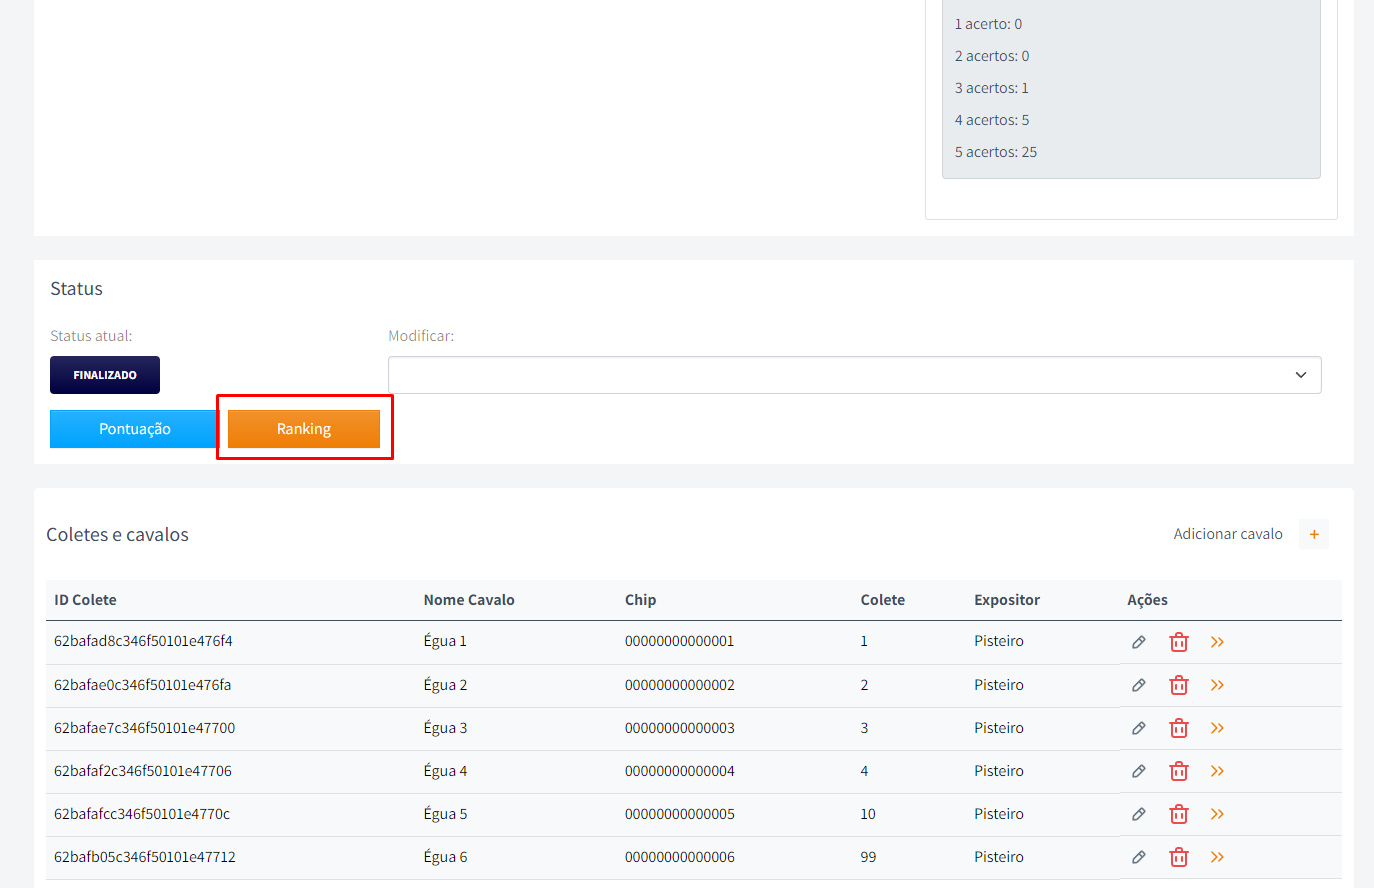 1 acerto: 0
2 acertos: 0
3 acertos: 1
4 acertos: 5
5 acertos: 25
Status
Status atual:
Modificar:
FINALIZADO
Pontuação
Ranking
Coletes e cavalos
Adicionar cavalo +
ID Colete Nome Cavalo Chip Colete Expositor Ações
62bafad8c346f50101e476f4 Égua 1 00000000000001 1 Pisteiro
62bafae0c346f50101e476fa Égua 2 00000000000002 2 Pisteiro
62bafae7c346f50101e47700 Égua 3 00000000000003 3 Pisteiro
62bafaf2c346f50101e47706 Égua 4 00000000000004 4 Pisteiro
62bafafcc346f50101e4770c Égua 5 00000000000005 10 Pisteiro
62bafb05c346f50101e47712 Égua 6 00000000000006 99 Pisteiro